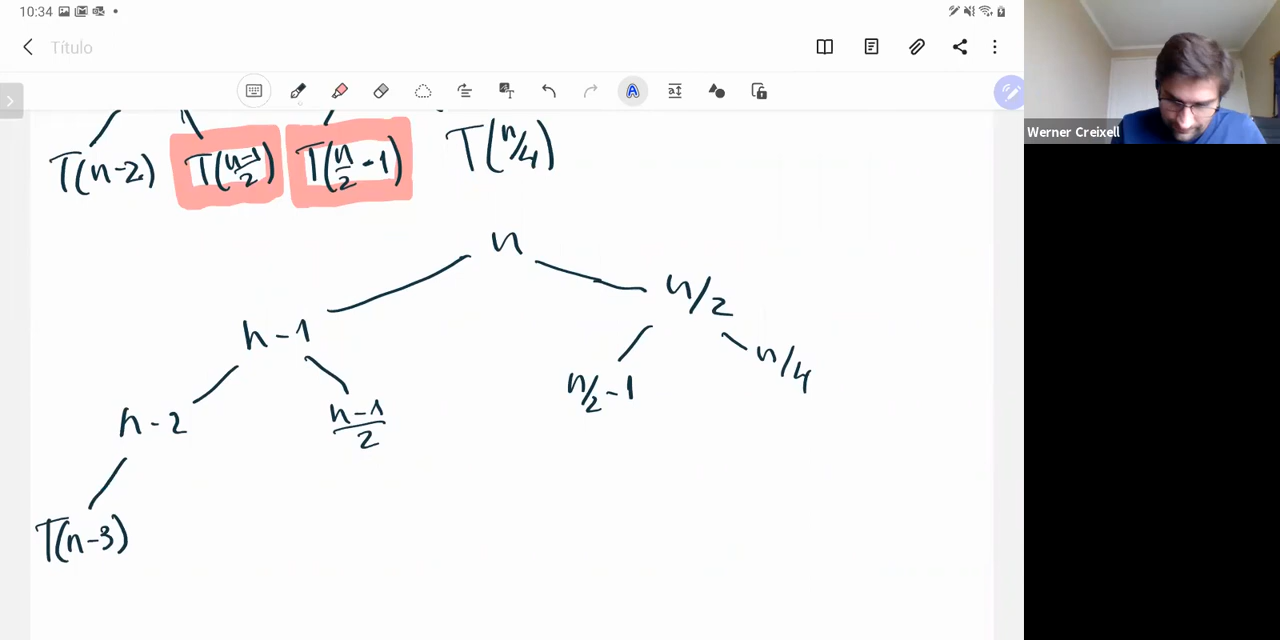 10:34
Título
Werner Creixell
T(n-2) T(n-1/2) T(n/2 - 1) T(n/4)
n
n-1 n/2
n-2 n-1/2 n/2-1 n/4
T(n-3)